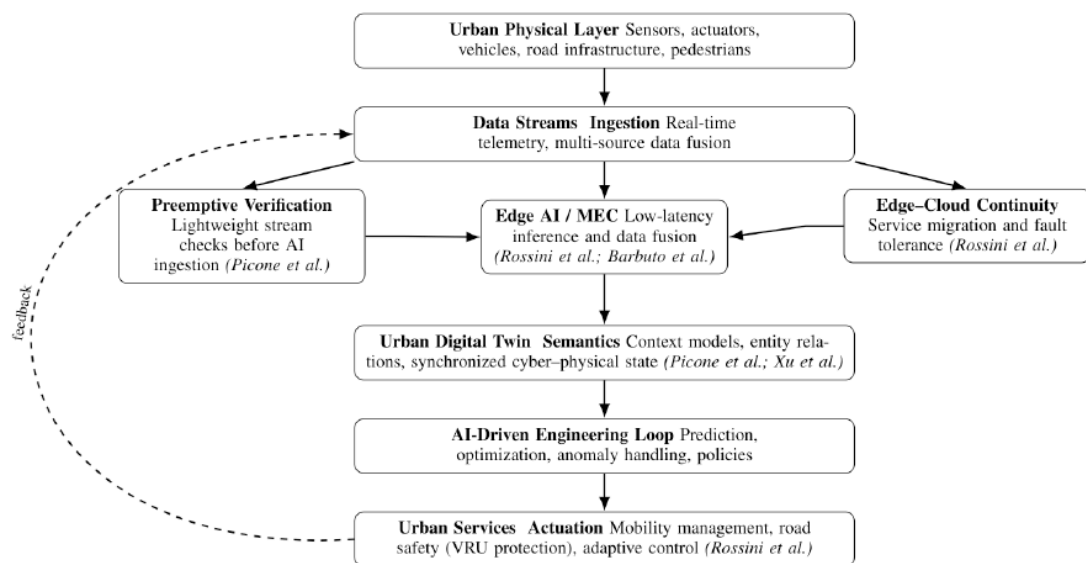 Urban Physical Layer Sensors, actuators,
vehicles, road infrastructure, pedestrians
Data Streams Ingestion Real-time
telemetry, multi-source data fusion
Preemptive Verification
Lightweight stream
checks before AI
ingestion (Picone et al.)
Edge AI / MEC Low-latency
inference and data fusion
(Rossini et al.; Barbuto et al.)
Edge–Cloud Continuity
Service migration and fault
tolerance (Rossini et al.)
feedback
Urban Digital Twin Semantics Context models, entity rela-
tions, synchronized cyber–physical state (Picone et al.; Xu et al.)
AI-Driven Engineering Loop Prediction,
optimization, anomaly handling, policies
Urban Services Actuation Mobility management, road
safety (VRU protection), adaptive control (Rossini et al.)